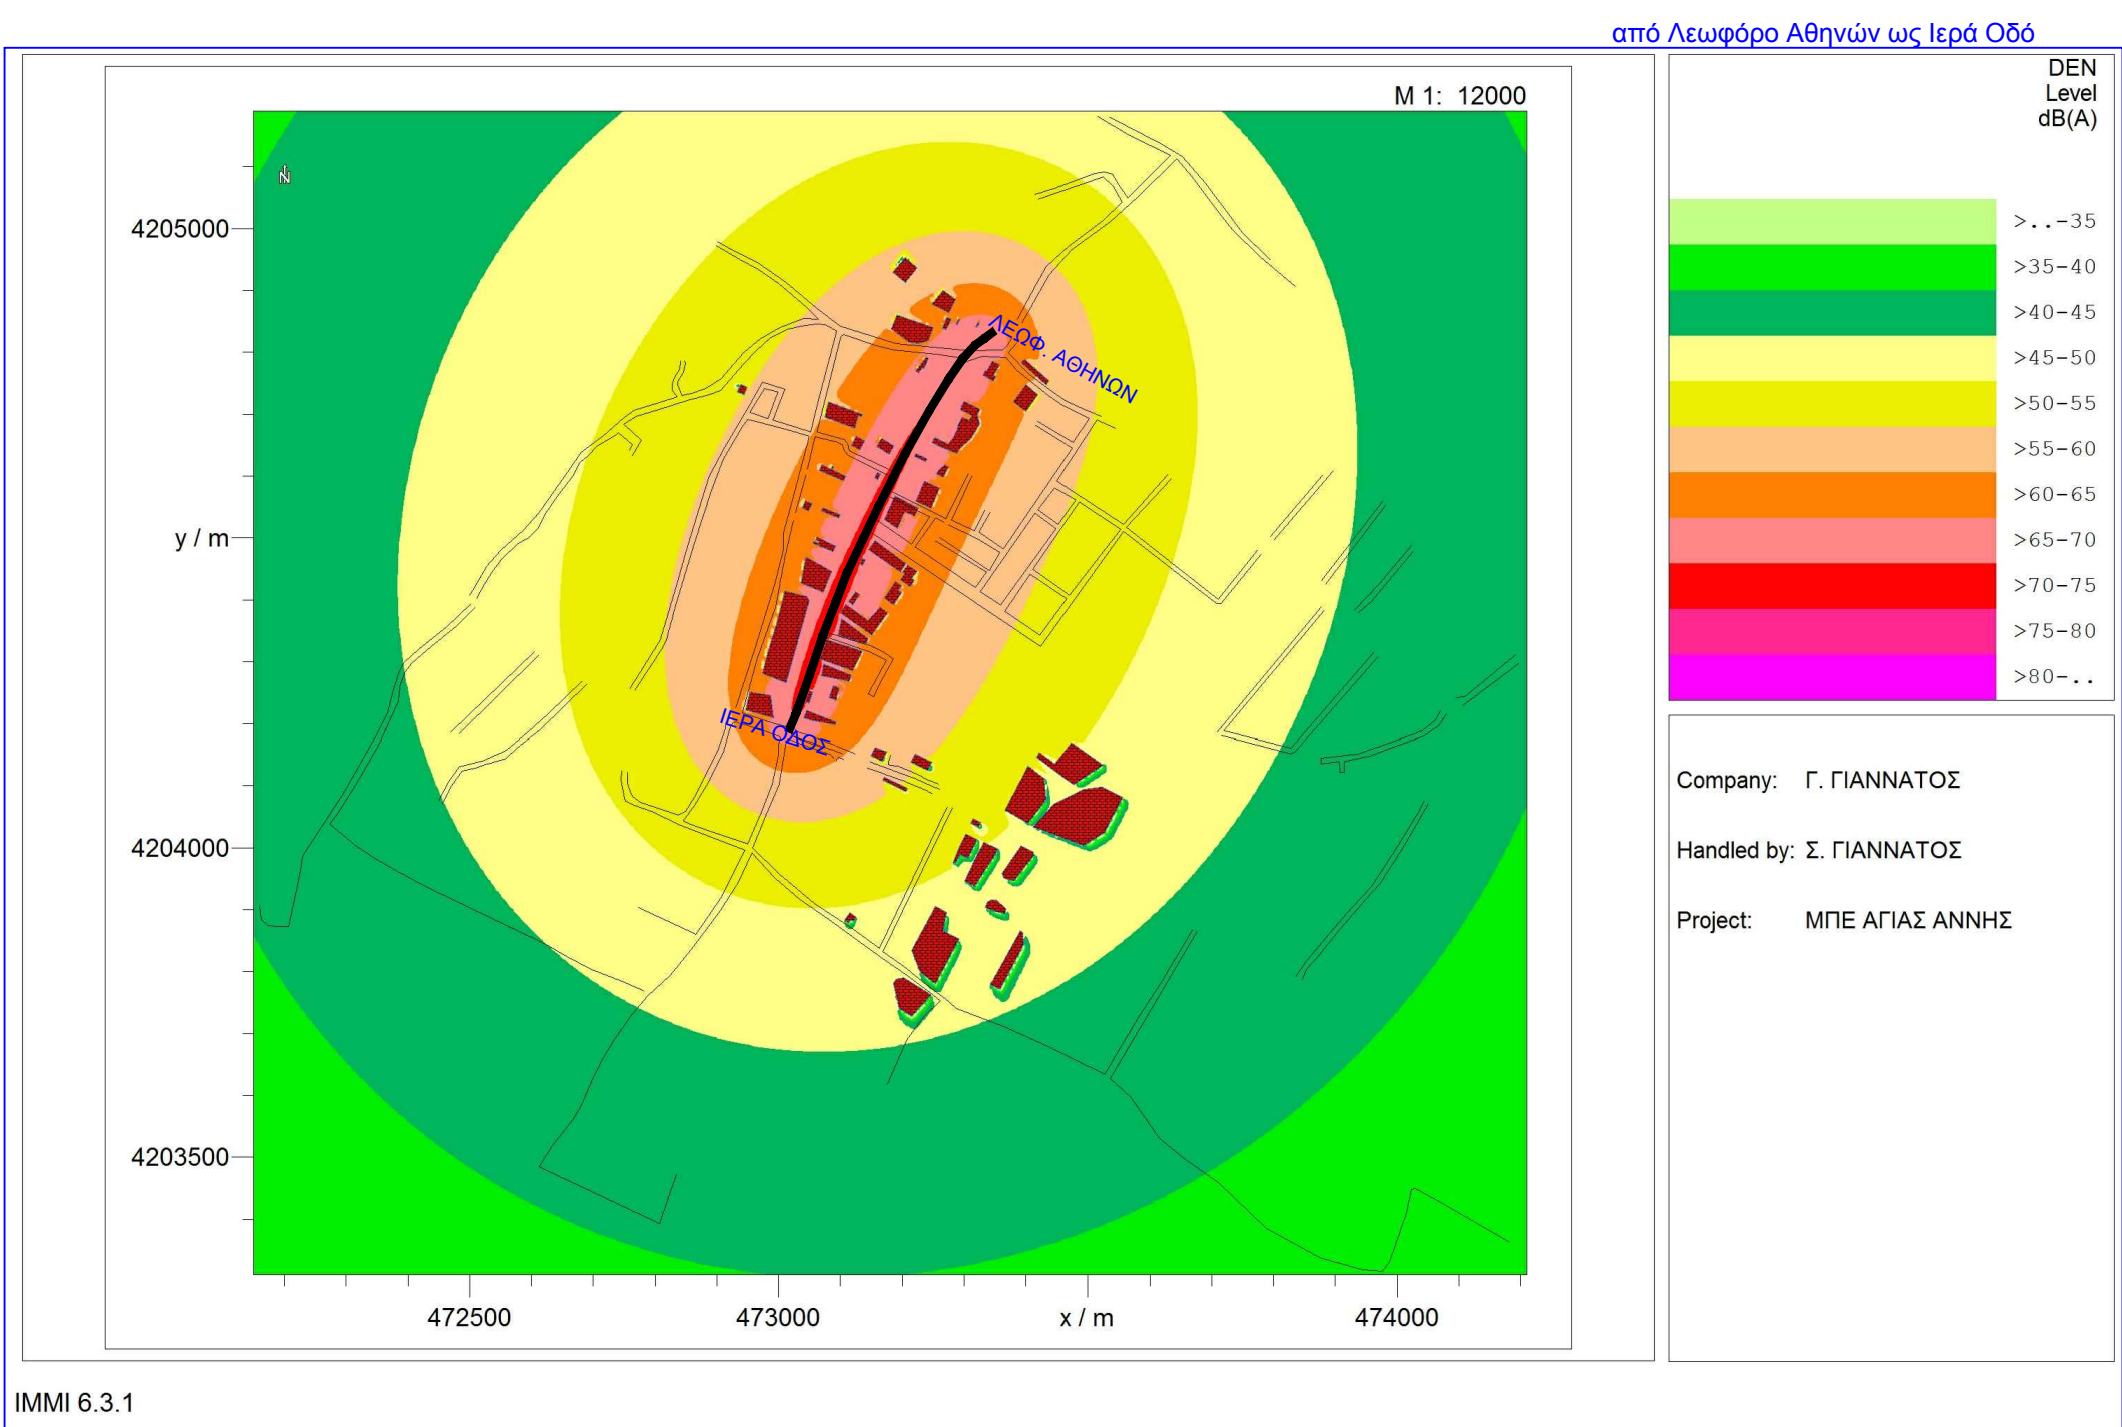 από Λεωφόρο Αθηνών ως Ιερά Οδό
M 1: 12000
N
4205000
y / m
4204000
4203500
472500
473000
x / m
474000
ΛΕΩΦ. ΑΘΗΝΩΝ
ΙΕΡΑ ΟΔΟΣ
DEN
Level
dB(A)
>..-35
>35-40
>40-45
>45-50
>50-55
>55-60
>60-65
>65-70
>70-75
>75-80
>80-..
Company: Γ. ΓΙΑΝΝΑΤΟΣ
Handled by: Σ. ΓΙΑΝΝΑΤΟΣ
Project: ΜΠΕ ΑΓΙΑΣ ΑΝΝΗΣ
IMMI 6.3.1